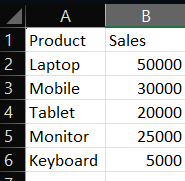 A B
1 Product Sales
2 Laptop 50000
3 Mobile 30000
4 Tablet 20000
5 Monitor 25000
6 Keyboard 5000